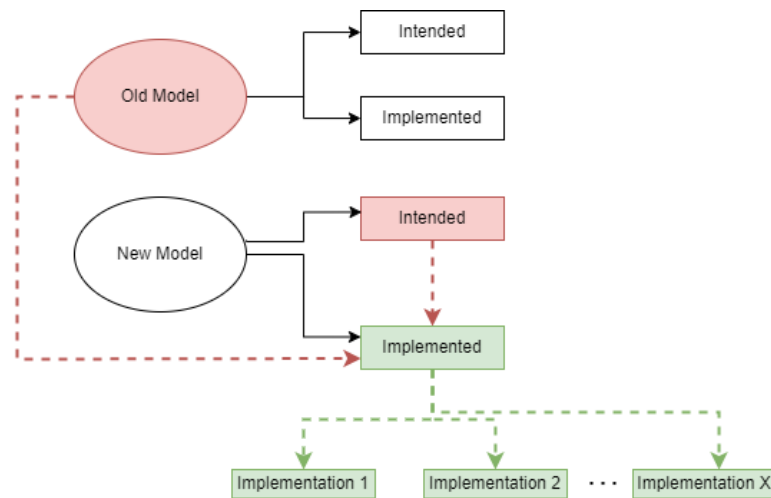 Intended
Old Model
Implemented
Intended
New Model
Implemented
Implementation 1
Implementation 2
...
Implementation X